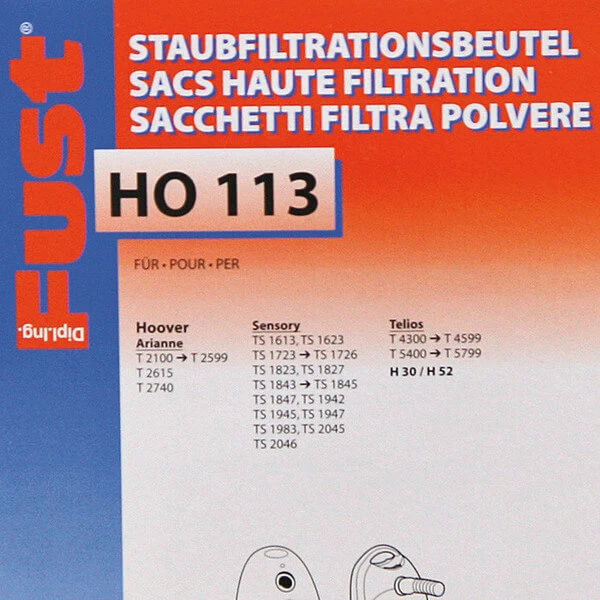 STAUBFILTRATIONSBEUTEL
SACS HAUTE FILTRATION
SACCHETTI FILTRA POLVERE
Dipl.Ing. Fust®
HO 113
FÜR • POUR • PER
Hoover
Arianne
T 2100 → T 2599
T 2615
T 2740
Sensory
TS 1613, TS 1623
TS 1723 → TS 1726
TS 1823, TS 1827
TS 1843 → TS 1845
TS 1847, TS 1942
TS 1945, TS 1947
TS 1983, TS 2045
TS 2046
Telios
T 4300 → T 4599
T 5400 → T 5799
H 30 / H 52